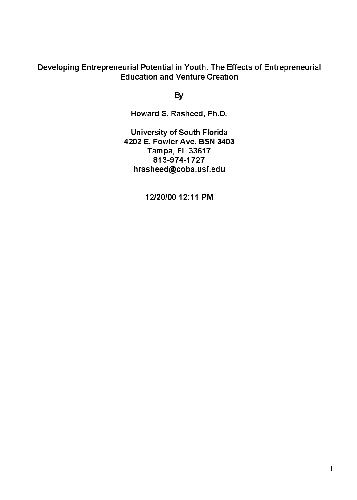 Developing Entrepreneurial Potential in Youth: The Effects of Entrepreneurial
Education and Venture Creation
By
Howard S. Rasheed, Ph.D.
University of South Florida
4202 E. Fowler Ave. BSN 3403
Tampa, FL 33617
813-974-1727
hrasheed@coba.usf.edu
12/20/00 12:11 PM
1